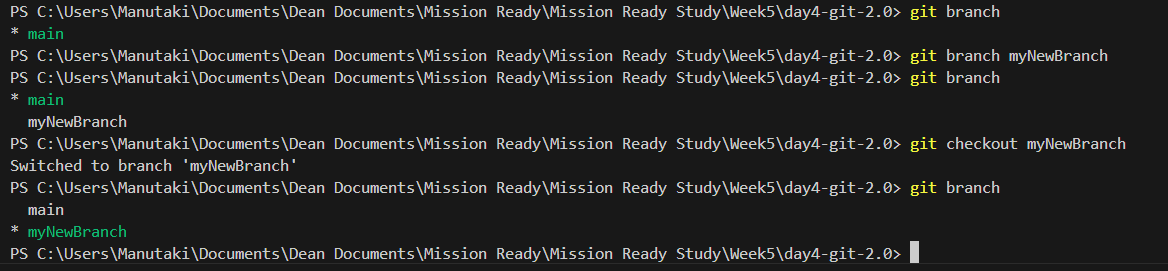 PS C:\Users\Manutaki\Documents\Dean Documents\Mission Ready\Mission Ready Study\Week5\day4-git-2.0> git branch
* main
PS C:\Users\Manutaki\Documents\Dean Documents\Mission Ready\Mission Ready Study\Week5\day4-git-2.0> git branch myNewBranch
PS C:\Users\Manutaki\Documents\Dean Documents\Mission Ready\Mission Ready Study\Week5\day4-git-2.0> git branch
* main
  myNewBranch
PS C:\Users\Manutaki\Documents\Dean Documents\Mission Ready\Mission Ready Study\Week5\day4-git-2.0> git checkout myNewBranch
Switched to branch 'myNewBranch'
PS C:\Users\Manutaki\Documents\Dean Documents\Mission Ready\Mission Ready Study\Week5\day4-git-2.0> git branch
  main
* myNewBranch
PS C:\Users\Manutaki\Documents\Dean Documents\Mission Ready\Mission Ready Study\Week5\day4-git-2.0>